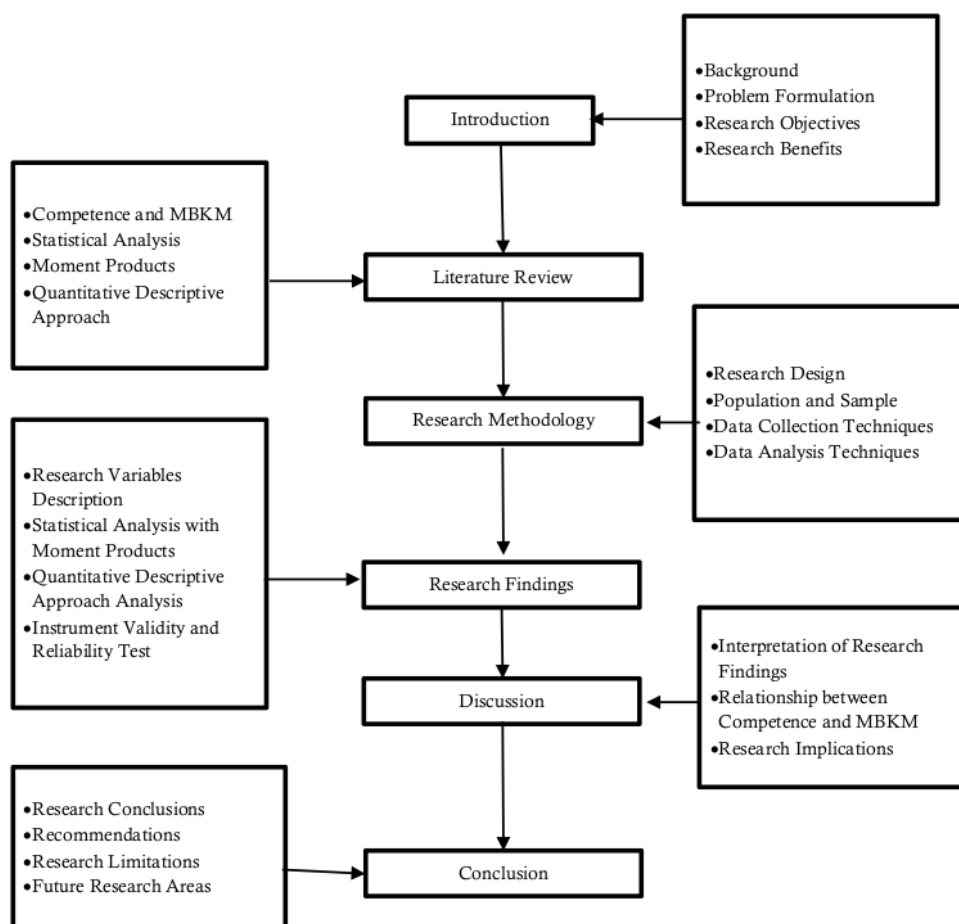 •Background
•Problem Formulation
•Research Objectives
•Research Benefits
Introduction
•Competence and MBKM
•Statistical Analysis
•Moment Products
•Quantitative Descriptive
Approach
Literature Review
•Research Design
•Population and Sample
•Data Collection Techniques
•Data Analysis Techniques
Research Methodology
•Research Variables
Description
•Statistical Analysis with
Moment Products
•Quantitative Descriptive
Approach Analysis
•Instrument Validity and
Reliability Test
Research Findings
•Interpretation of Research
Findings
•Relationship between
Competence and MBKM
•Research Implications
Discussion
•Research Conclusions
•Recommendations
•Research Limitations
•Future Research Areas
Conclusion